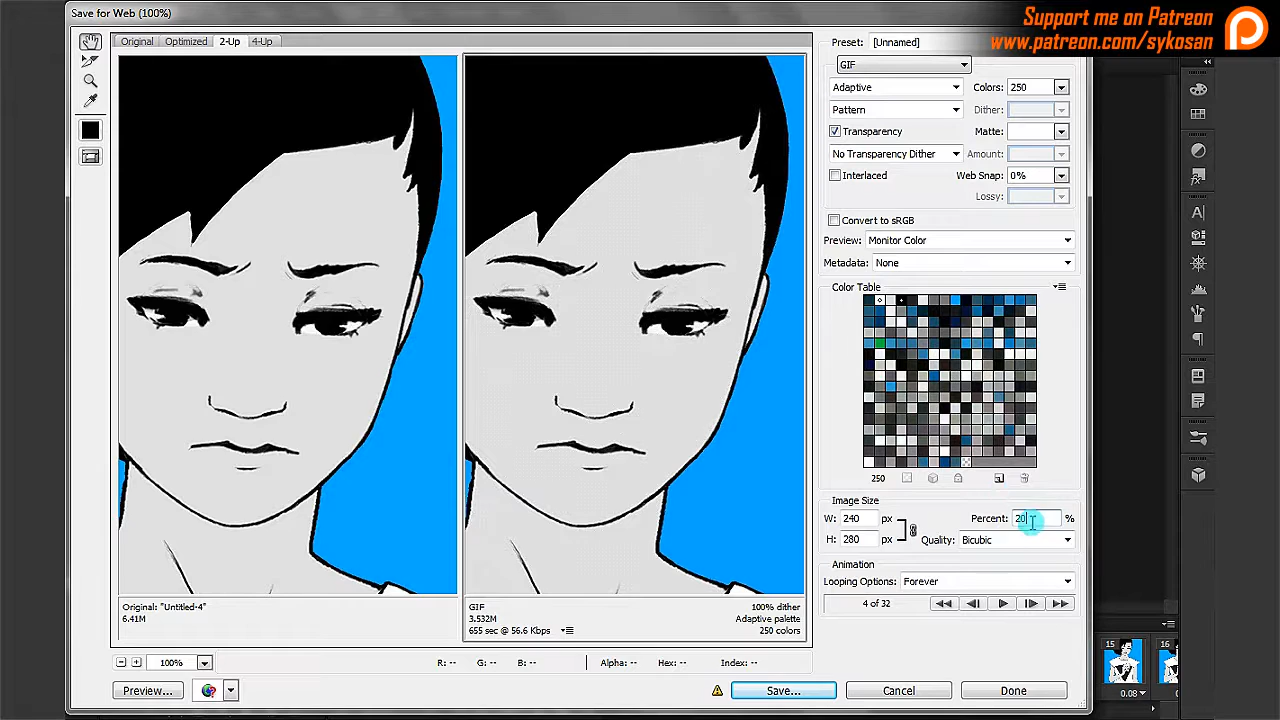 Save for Web (100%)
Support me on Patreon
www.patreon.com/sykosan
Original Optimized 2-Up 4-Up
Preset: [Unnamed]
GIF
Adaptive Colors: 250
Pattern Dither:
Transparency Matte:
No Transparency Dither Amount:
Interlaced Web Snap: 0%
Lossy:
Convert to sRGB
Preview: Monitor Color
Metadata: None
Color Table
250
Image Size
W: 240 px Percent: 20 %
H: 280 px Quality: Bicubic
Animation
Looping Options: Forever
4 of 32
Original: "Untitled-4"
6.41M
GIF 100% dither
3.532M Adaptive palette
655 sec @ 56.6 Kbps 250 colors
100% R: -- G: -- B: -- Alpha: -- Hex: -- Index: --
Preview... Save... Cancel Done
15 16
0.08